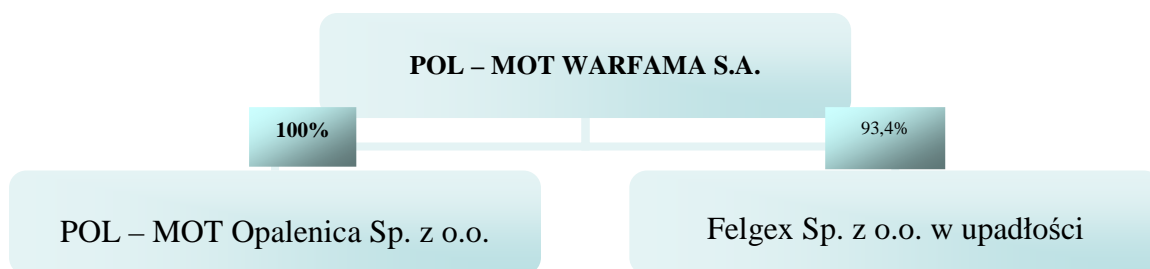 POL – MOT WARFAMA S.A.
100%
93,4%
POL – MOT Opalenica Sp. z o.o.
Felgex Sp. z o.o. w upadłości